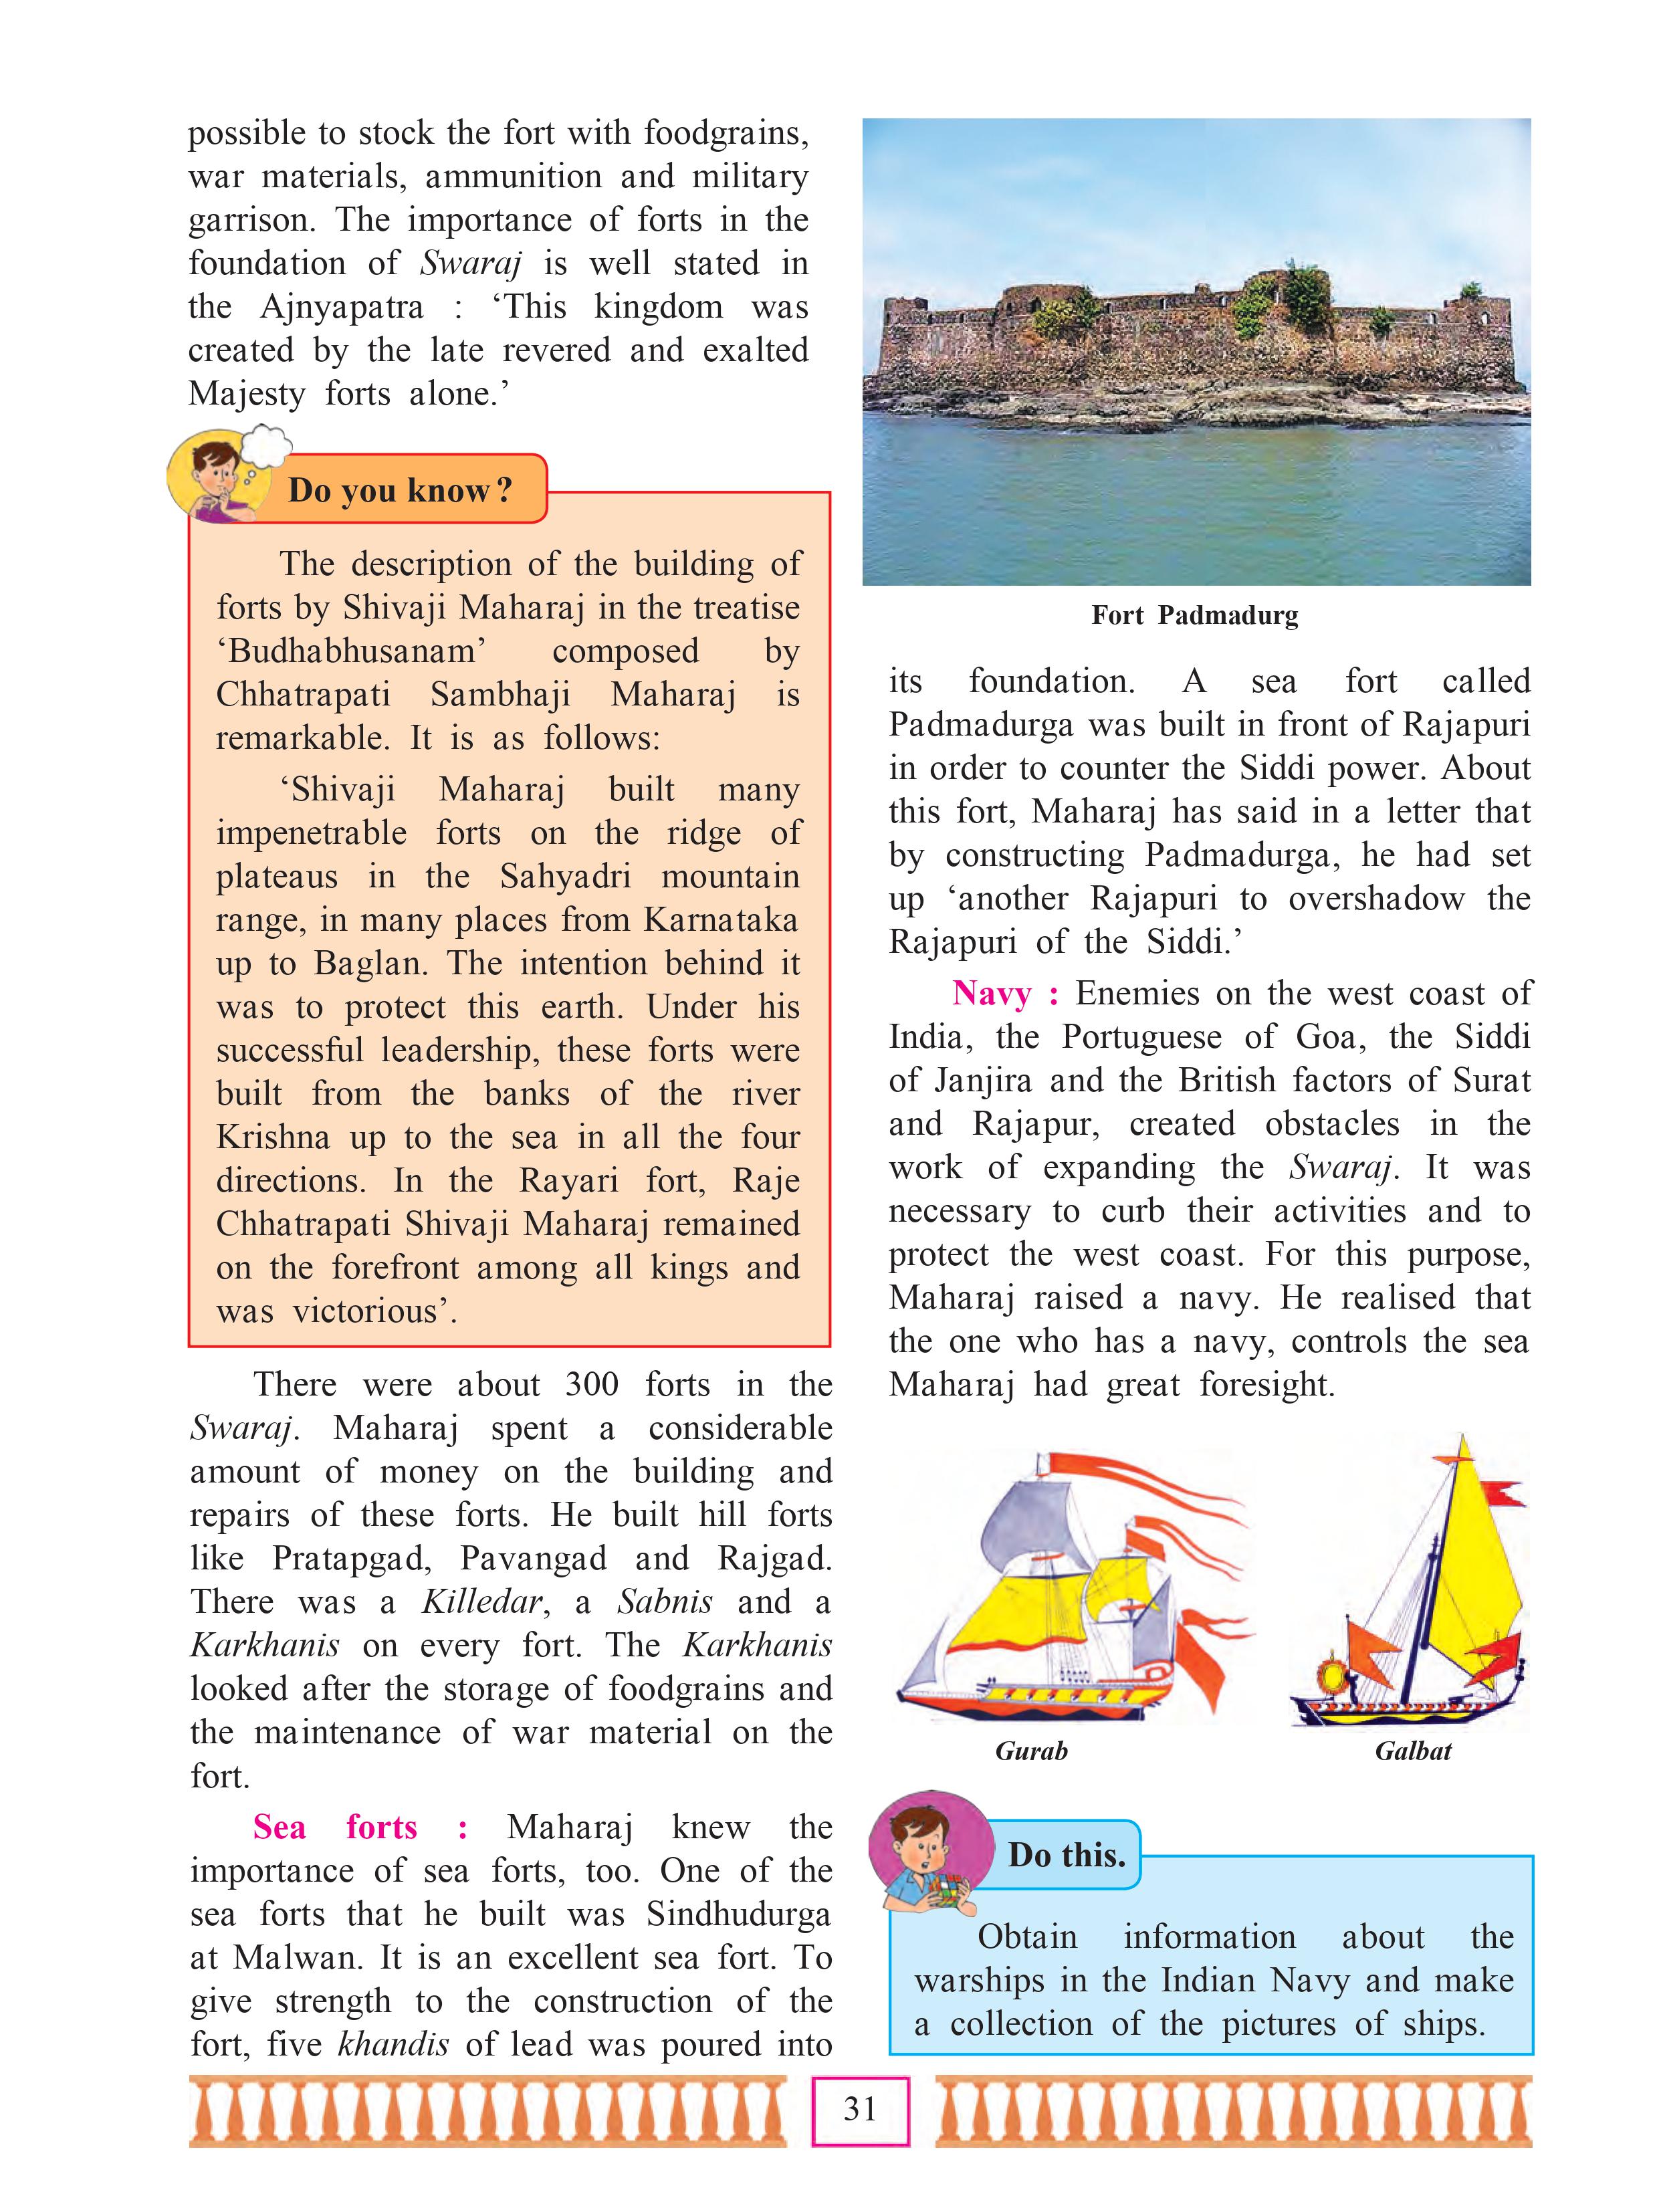 possible to stock the fort with foodgrains,
war materials, ammunition and military
garrison. The importance of forts in the
foundation of Swaraj is well stated in
the Ajnyapatra : ‘This kingdom was
created by the late revered and exalted
Majesty forts alone.’
Do you know?
The description of the building of
forts by Shivaji Maharaj in the treatise
‘Budhabhusanam’ composed by
Chhatrapati Sambhaji Maharaj is
remarkable. It is as follows:
‘Shivaji Maharaj built many
impenetrable forts on the ridge of
plateaus in the Sahyadri mountain
range, in many places from Karnataka
up to Baglan. The intention behind it
was to protect this earth. Under his
successful leadership, these forts were
built from the banks of the river
Krishna up to the sea in all the four
directions. In the Rayari fort, Raje
Chhatrapati Shivaji Maharaj remained
on the forefront among all kings and
was victorious’.
There were about 300 forts in the
Swaraj. Maharaj spent a considerable
amount of money on the building and
repairs of these forts. He built hill forts
like Pratapgad, Pavangad and Rajgad.
There was a Killedar, a Sabnis and a
Karkhanis on every fort. The Karkhanis
looked after the storage of foodgrains and
the maintenance of war material on the
fort.
Sea forts : Maharaj knew the
importance of sea forts, too. One of the
sea forts that he built was Sindhudurga
at Malwan. It is an excellent sea fort. To
give strength to the construction of the
fort, five khandis of lead was poured into
Fort Padmadurg
its foundation. A sea fort called
Padmadurga was built in front of Rajapuri
in order to counter the Siddi power. About
this fort, Maharaj has said in a letter that
by constructing Padmadurga, he had set
up ‘another Rajapuri to overshadow the
Rajapuri of the Siddi.’
Navy : Enemies on the west coast of
India, the Portuguese of Goa, the Siddi
of Janjira and the British factors of Surat
and Rajapur, created obstacles in the
work of expanding the Swaraj. It was
necessary to curb their activities and to
protect the west coast. For this purpose,
Maharaj raised a navy. He realised that
the one who has a navy, controls the sea
Maharaj had great foresight.
Gurab
Galbat
Do this.
Obtain information about the
warships in the Indian Navy and make
a collection of the pictures of ships.
31